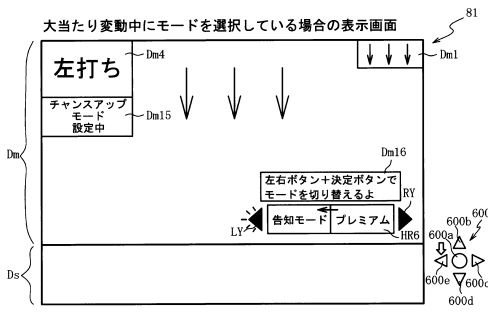 大当たり変動中にモードを選択している場合の表示画面
81
左打ち
Dm4
Dm1
チャンスアップ
モード
設定中
Dm15
Dm
Dm16
左右ボタン+決定ボタンで
モードを切り替えるよ
RY
LY
告知モード
プレミアム
HR6
600
600b
600a
600c
600e
600d
Ds